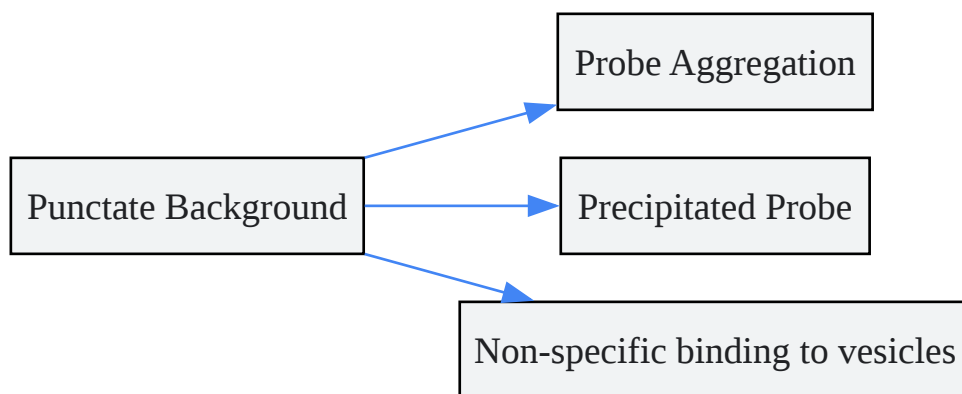 Probe Aggregation
Punctate Background
Precipitated Probe
Non-specific binding to vesicles